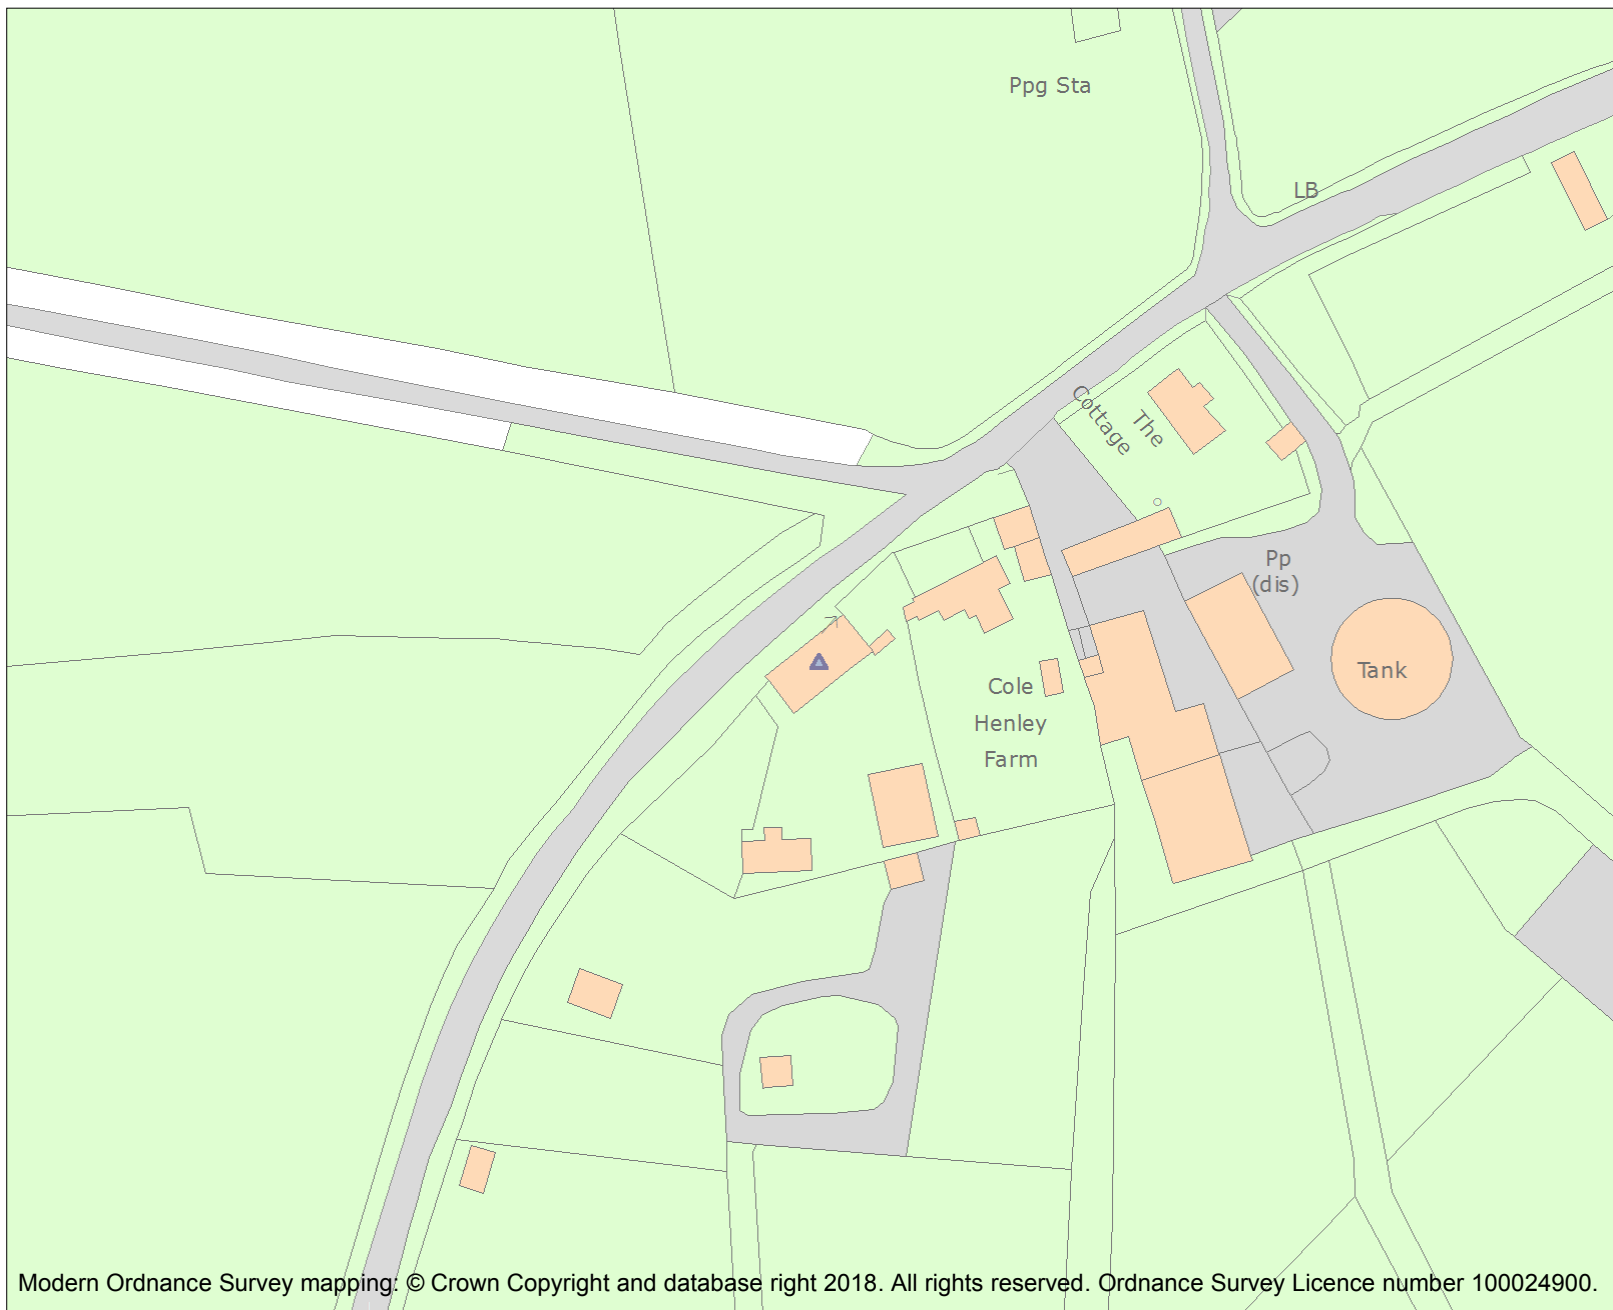 Ppg Sta
LB
The
Cottage
Pp
(dis)
Tank
Cole
Henley
Farm
Modern Ordnance Survey mapping: © Crown Copyright and database right 2018. All rights reserved. Ordnance Survey Licence number 100024900.